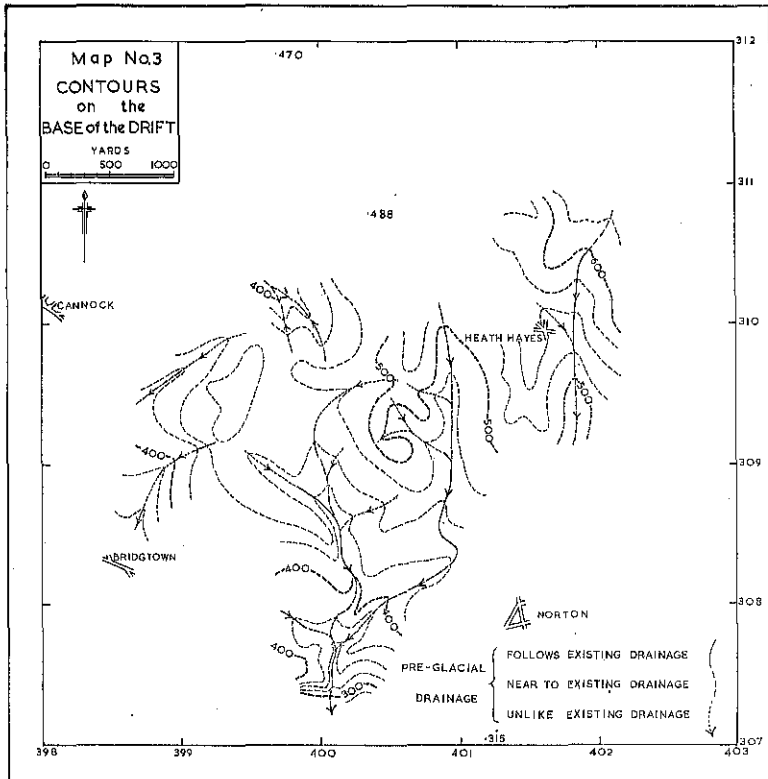 Map No.3
CONTOURS
on the
BASE of the DRIFT
YARDS
0 500 1000
·470
312
311
·488
600
400
CANNOCK
310
HEATH HAYES
500
500
500
400
309
BRIDGTOWN
400
308
400
NORTON
400
300
PRE-GLACIAL
DRAINAGE
FOLLOWS EXISTING DRAINAGE
NEAR TO EXISTING DRAINAGE
UNLIKE EXISTING DRAINAGE
·315
307
398 399 400 401 402 403